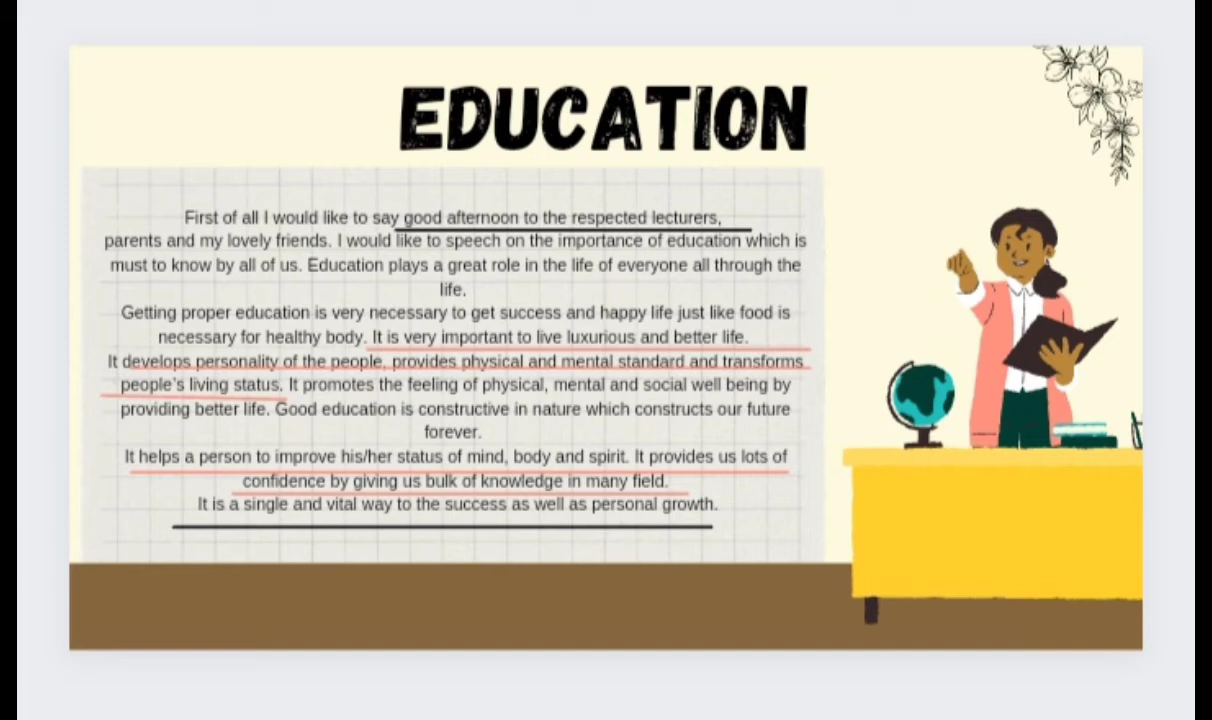 EDUCATION
First of all I would like to say good afternoon to the respected lecturers,
parents and my lovely friends. I would like to speech on the importance of education which is
must to know by all of us. Education plays a great role in the life of everyone all through the
life.
Getting proper education is very necessary to get success and happy life just like food is
necessary for healthy body. It is very important to live luxurious and better life.
It develops personality of the people, provides physical and mental standard and transforms
people's living status. It promotes the feeling of physical, mental and social well being by
providing better life. Good education is constructive in nature which constructs our future
forever.
It helps a person to improve his/her status of mind, body and spirit. It provides us lots of
confidence by giving us bulk of knowledge in many field.
It is a single and vital way to the success as well as personal growth.